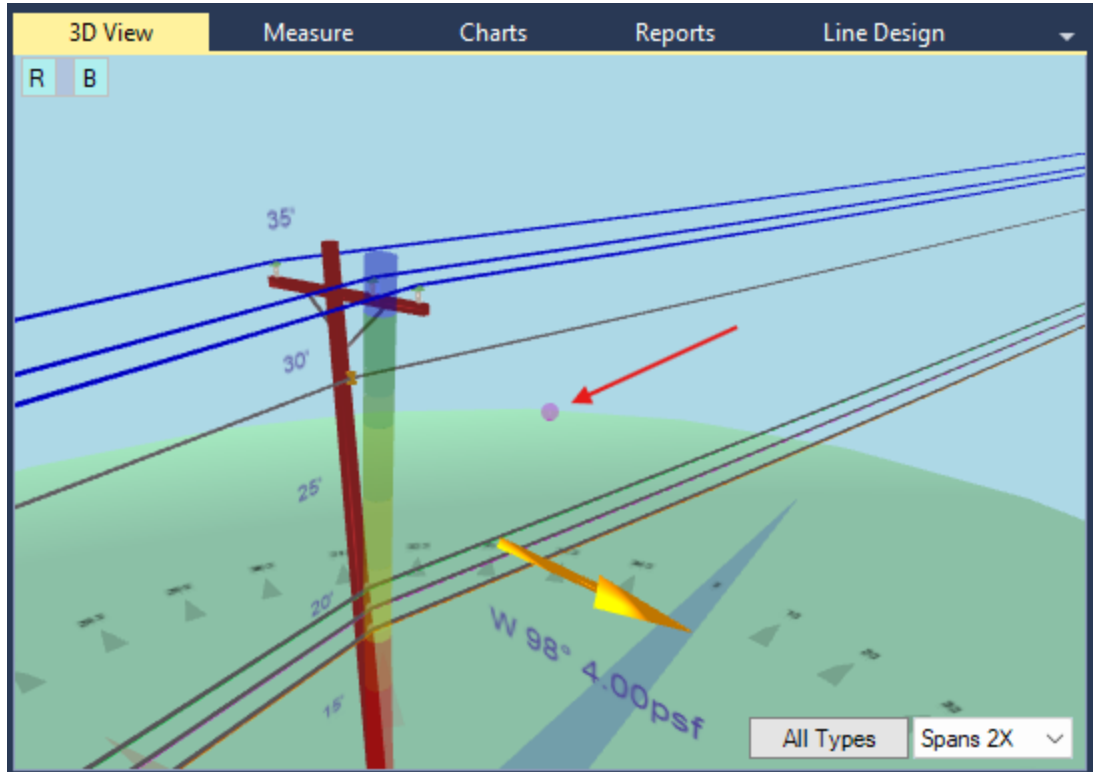 3D View Measure Charts Reports Line Design
R B
35'
30'
25'
20'
15'
W 98° 4.00psf
All Types Spans 2X